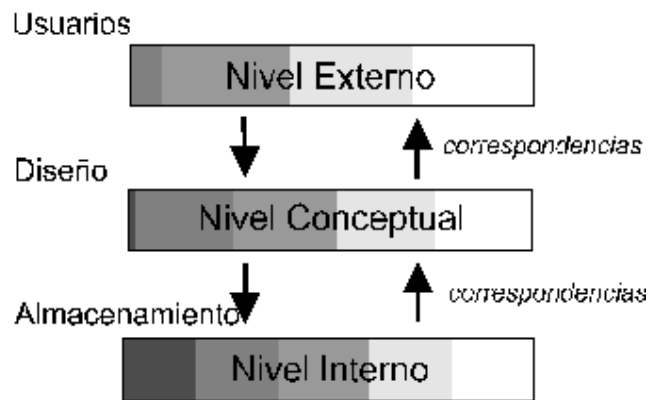 Usuarios
Nivel Externo
correspondencias
Diseño
Nivel Conceptual
correspondencias
Almacenamiento
Nivel Interno